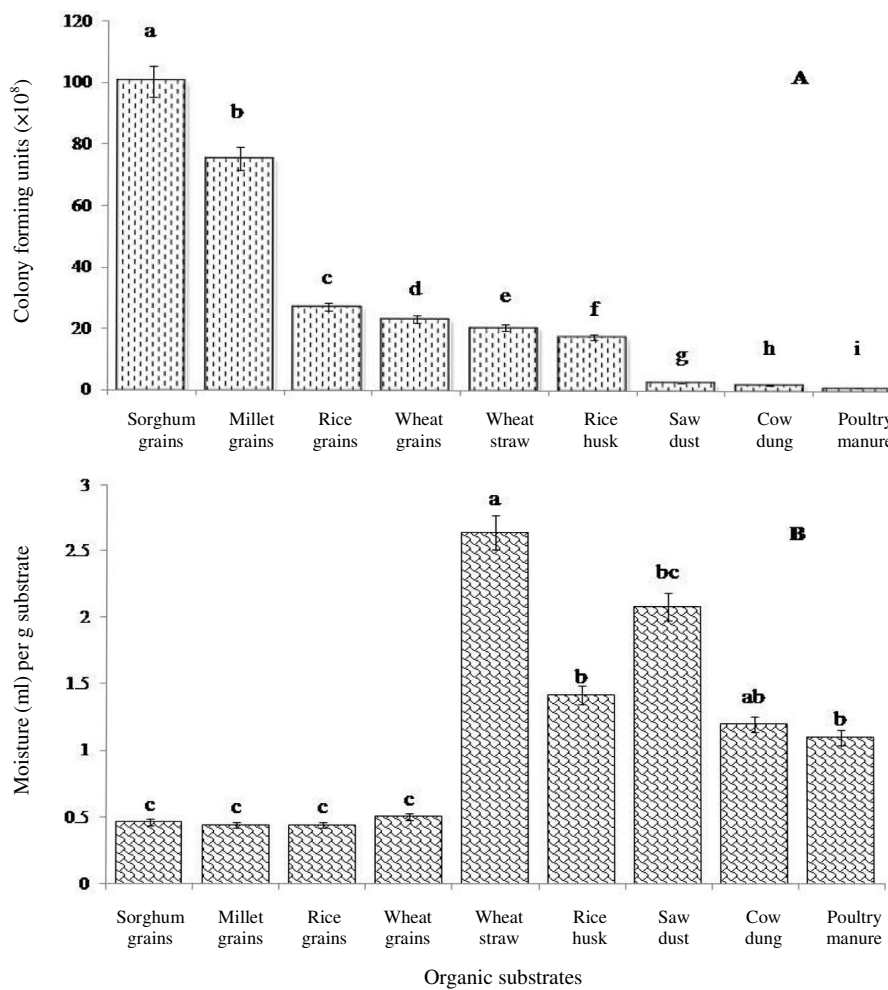 120
100
80
60
40
20
0
Colony forming units (×10⁸)
A
a
b
c
d
e
f
g
h
i
Sorghum grains
Millet grains
Rice grains
Wheat grains
Wheat straw
Rice husk
Saw dust
Cow dung
Poultry manure
3
2.5
2
1.5
1
0.5
0
Moisture (ml) per g substrate
B
c
c
c
c
a
b
bc
ab
b
Sorghum grains
Millet grains
Rice grains
Wheat grains
Wheat straw
Rice husk
Saw dust
Cow dung
Poultry manure
Organic substrates